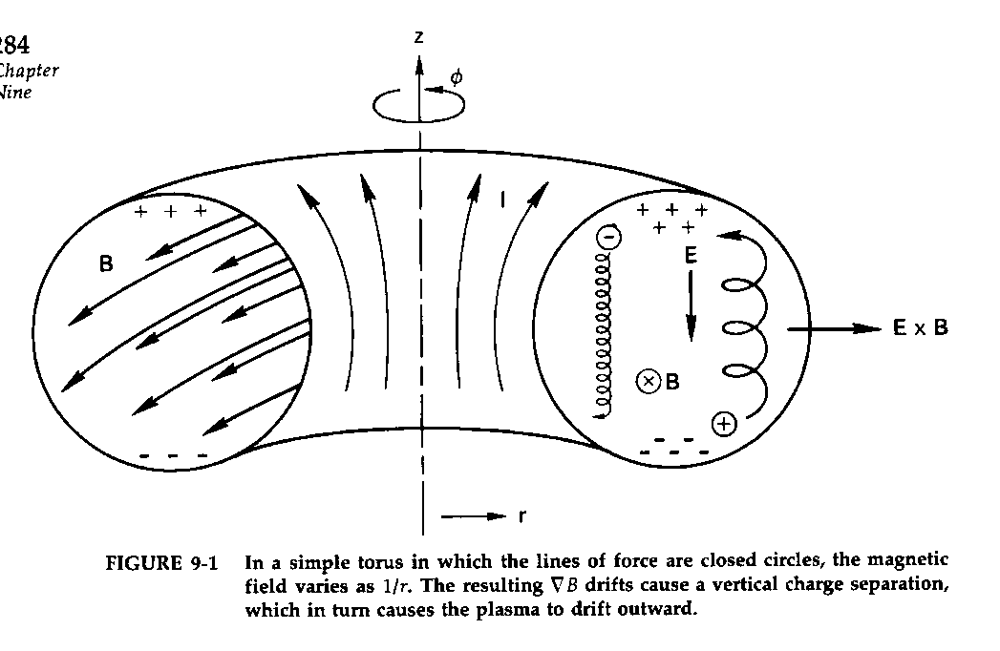 284
Chapter
Nine
z
ϕ
+ + +
B
- - -
I
+ + +
+ +
-
E
E x B
⊗ B
+
- - -
- - -
r
FIGURE 9-1 In a simple torus in which the lines of force are closed circles, the magnetic
field varies as 1/r. The resulting ∇B drifts cause a vertical charge separation,
which in turn causes the plasma to drift outward.